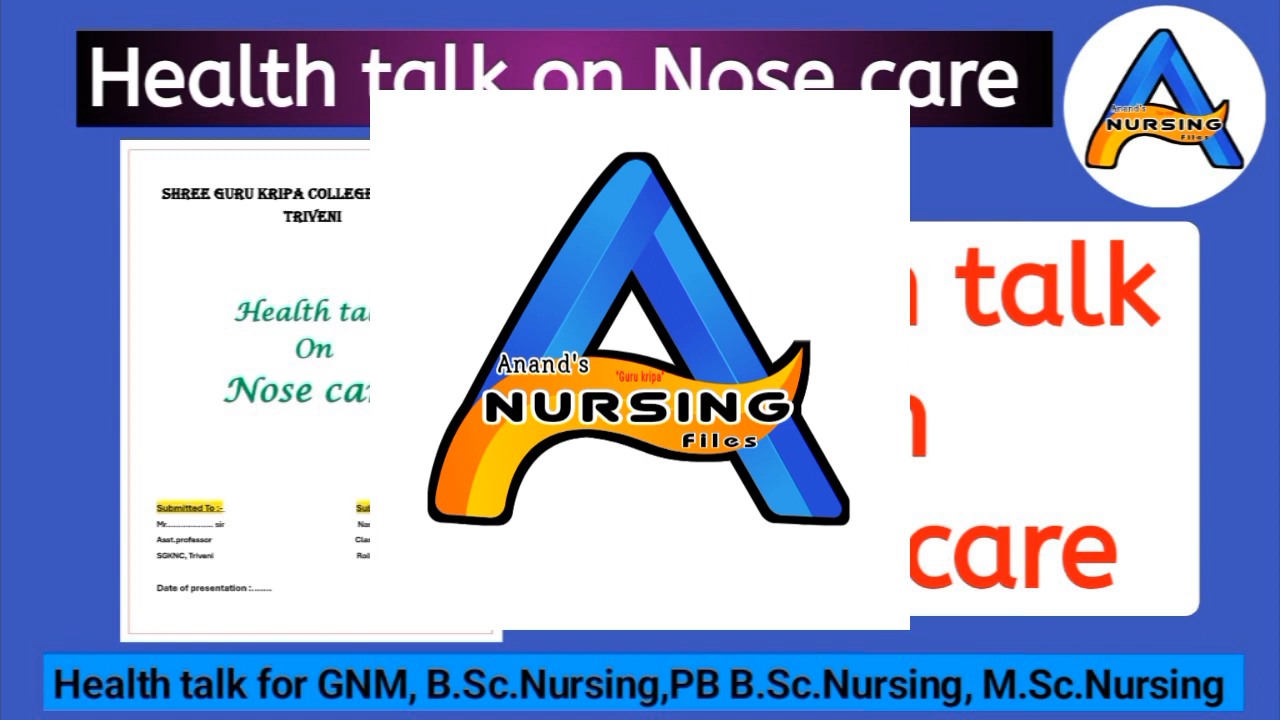 Health talk on Nose care
Anand's
NURSING
Files
SHREE GURU KRIPA COLLEGE
TRIVENI
Health
On
Nose
Submitted To :-
Mr..................... sir
Asst.professor
SGKNC, Triveni
Date of presentation :.........
Anand's
"Guru kripa"
NURSING
Files
talk
care
Health talk for GNM, B.Sc.Nursing,PB B.Sc.Nursing, M.Sc.Nursing